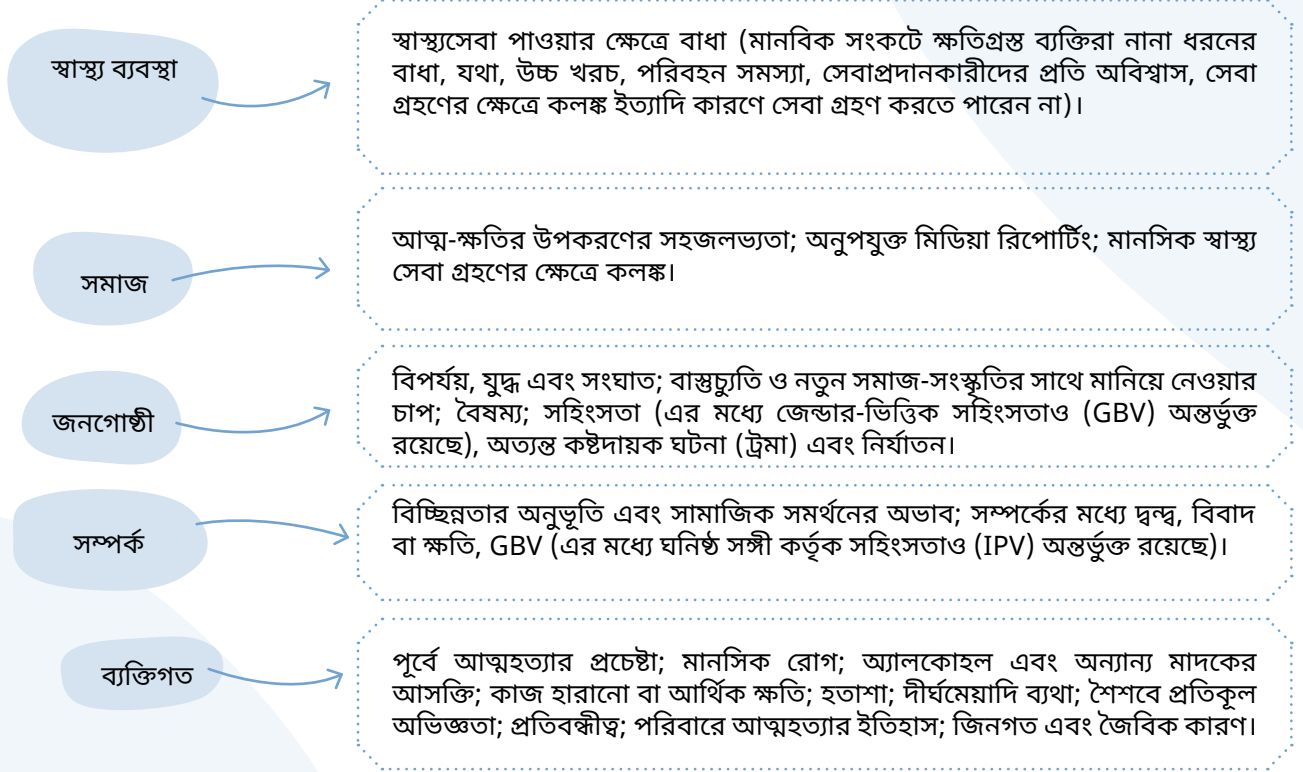 স্বাস্থ্য ব্যবস্থা
স্বাস্থ্যসেবা পাওয়ার ক্ষেত্রে বাধা (মানবিক সংকটে ক্ষতিগ্রস্ত ব্যক্তিরা নানা ধরনের
বাধা, যথা, উচ্চ খরচ, পরিবহন সমস্যা, সেবাপ্রদানকারীদের প্রতি অবিশ্বাস, সেবা
গ্রহণের ক্ষেত্রে কলঙ্ক ইত্যাদি কারণে সেবা গ্রহণ করতে পারেন না)।
সমাজ
আত্ম-ক্ষতির উপকরণের সহজলভ্যতা; অনুপযুক্ত মিডিয়া রিপোর্টিং; মানসিক স্বাস্থ্য
সেবা গ্রহণের ক্ষেত্রে কলঙ্ক।
জনগোষ্ঠী
বিপর্যয়, যুদ্ধ এবং সংঘাত; বাস্তুচ্যুতি ও নতুন সমাজ-সংস্কৃতির সাথে মানিয়ে নেওয়ার
চাপ; বৈষম্য; সহিংসতা (এর মধ্যে জেন্ডার-ভিত্তিক সহিংসতাও (GBV) অন্তর্ভুক্ত
রয়েছে), অত্যন্ত কষ্টদায়ক ঘটনা (ট্রমা) এবং নির্যাতন।
সম্পর্ক
বিচ্ছিন্নতার অনুভূতি এবং সামাজিক সমর্থনের অভাব; সম্পর্কের মধ্যে দ্বন্দ্ব, বিবাদ
বা ক্ষতি, GBV (এর মধ্যে ঘনিষ্ঠ সঙ্গী কর্তৃক সহিংসতাও (IPV) অন্তর্ভুক্ত রয়েছে)।
ব্যক্তিগত
পূর্বে আত্মহত্যার প্রচেষ্টা; মানসিক রোগ; অ্যালকোহল এবং অন্যান্য মাদকের
আসক্তি; কাজ হারানো বা আর্থিক ক্ষতি; হতাশা; দীর্ঘমেয়াদি ব্যথা; শৈশবে প্রতিকূল
অভিজ্ঞতা; প্রতিবন্ধীত্ব; পরিবারে আত্মহত্যার ইতিহাস; জিনগত এবং জৈবিক কারণ।